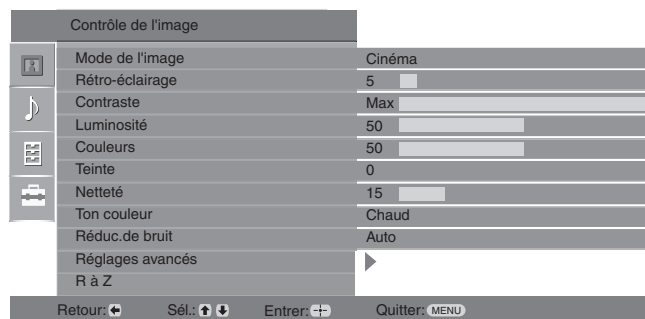 Contrôle de l'image
Mode de l'image Cinéma
Rétro-éclairage 5
Contraste Max
Luminosité 50
Couleurs 50
Teinte 0
Netteté 15
Ton couleur Chaud
Réduc.de bruit Auto
Réglages avancés
R à Z
Retour: Sél.: Entrer: Quitter: MENU